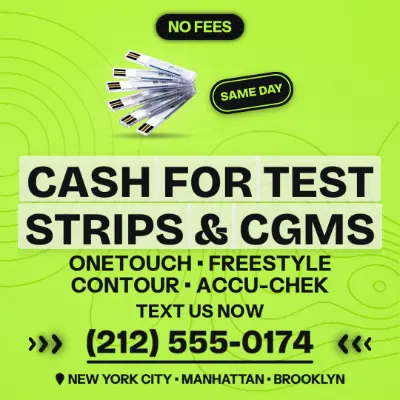 NO FEES
SAME DAY
CASH FOR TEST
STRIPS & CGMS
ONETOUCH ▪ FREESTYLE
CONTOUR ▪ ACCU-CHEK
TEXT US NOW
››› (212) 555-0174 ‹‹‹
NEW YORK CITY ▪ MANHATTAN ▪ BROOKLYN